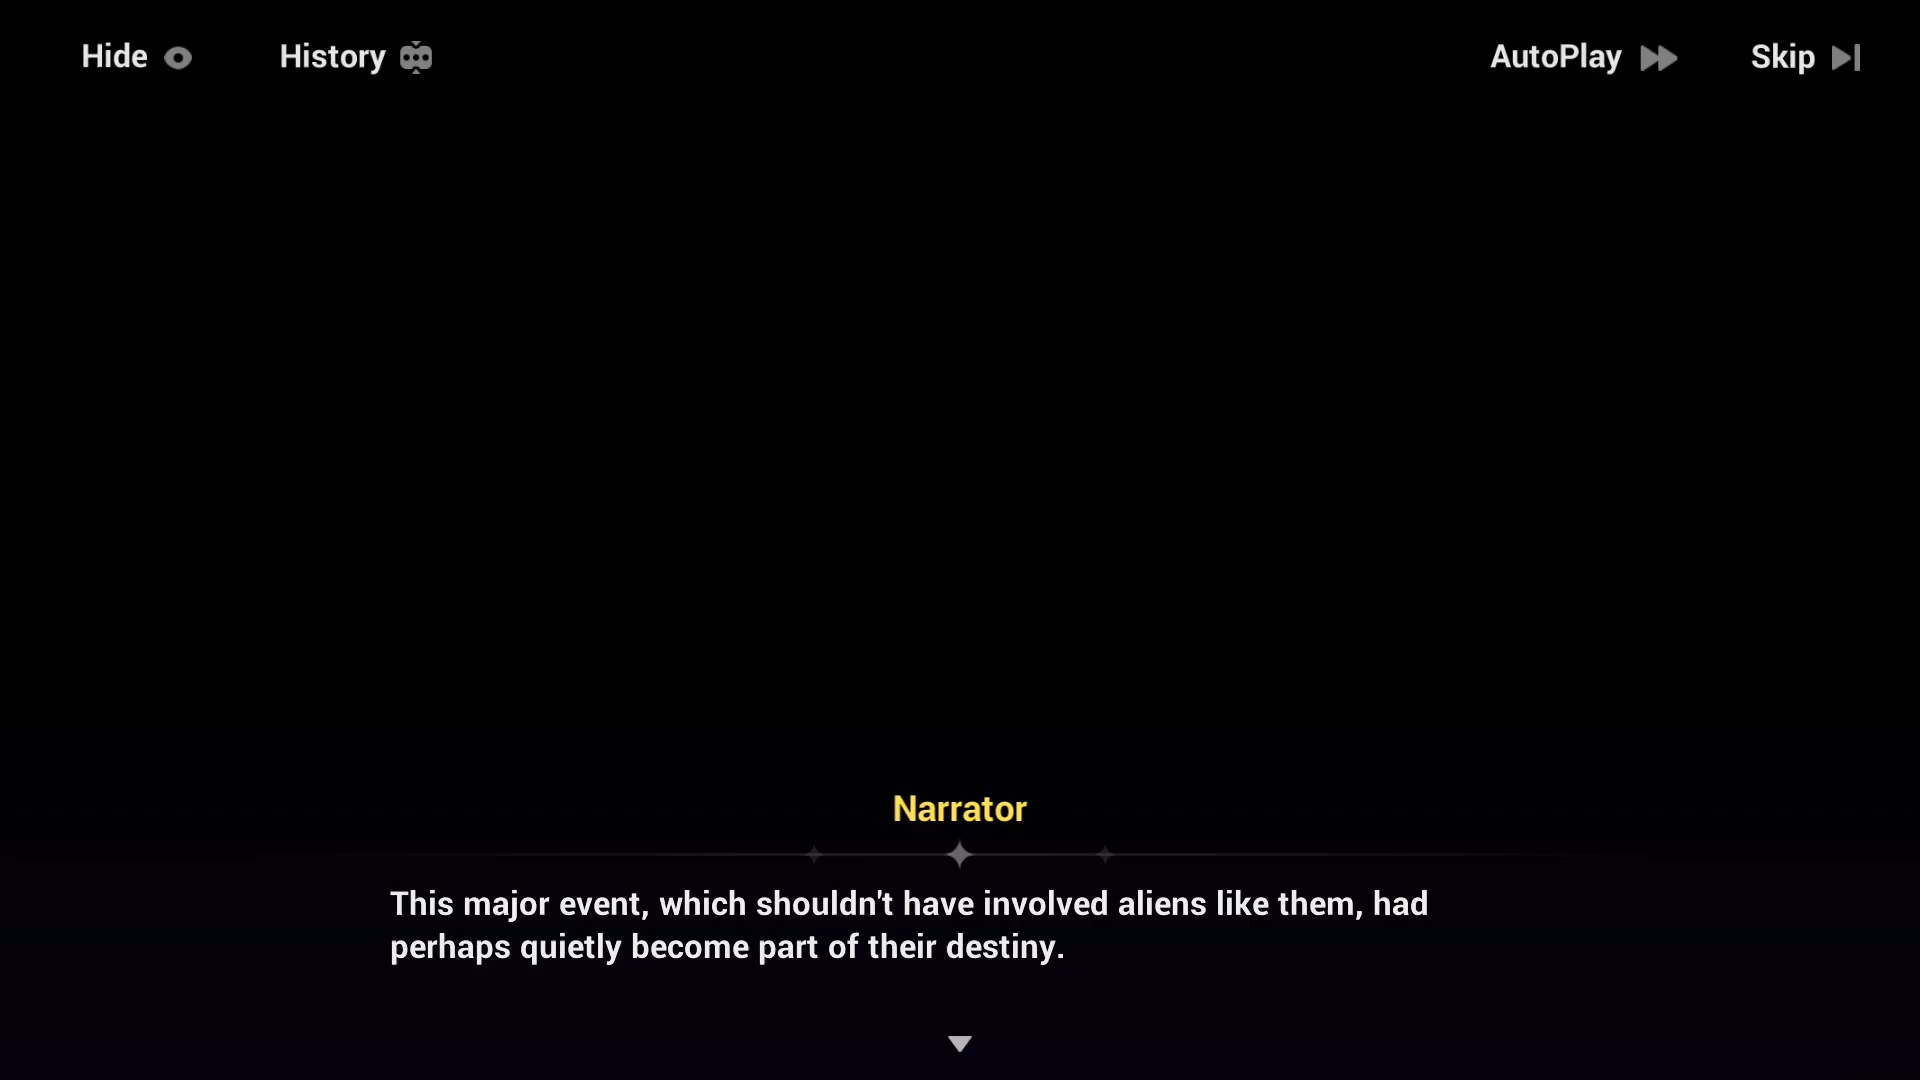 Hide
History
AutoPlay
Skip
Narrator
This major event, which shouldn't have involved aliens like them, had
perhaps quietly become part of their destiny.